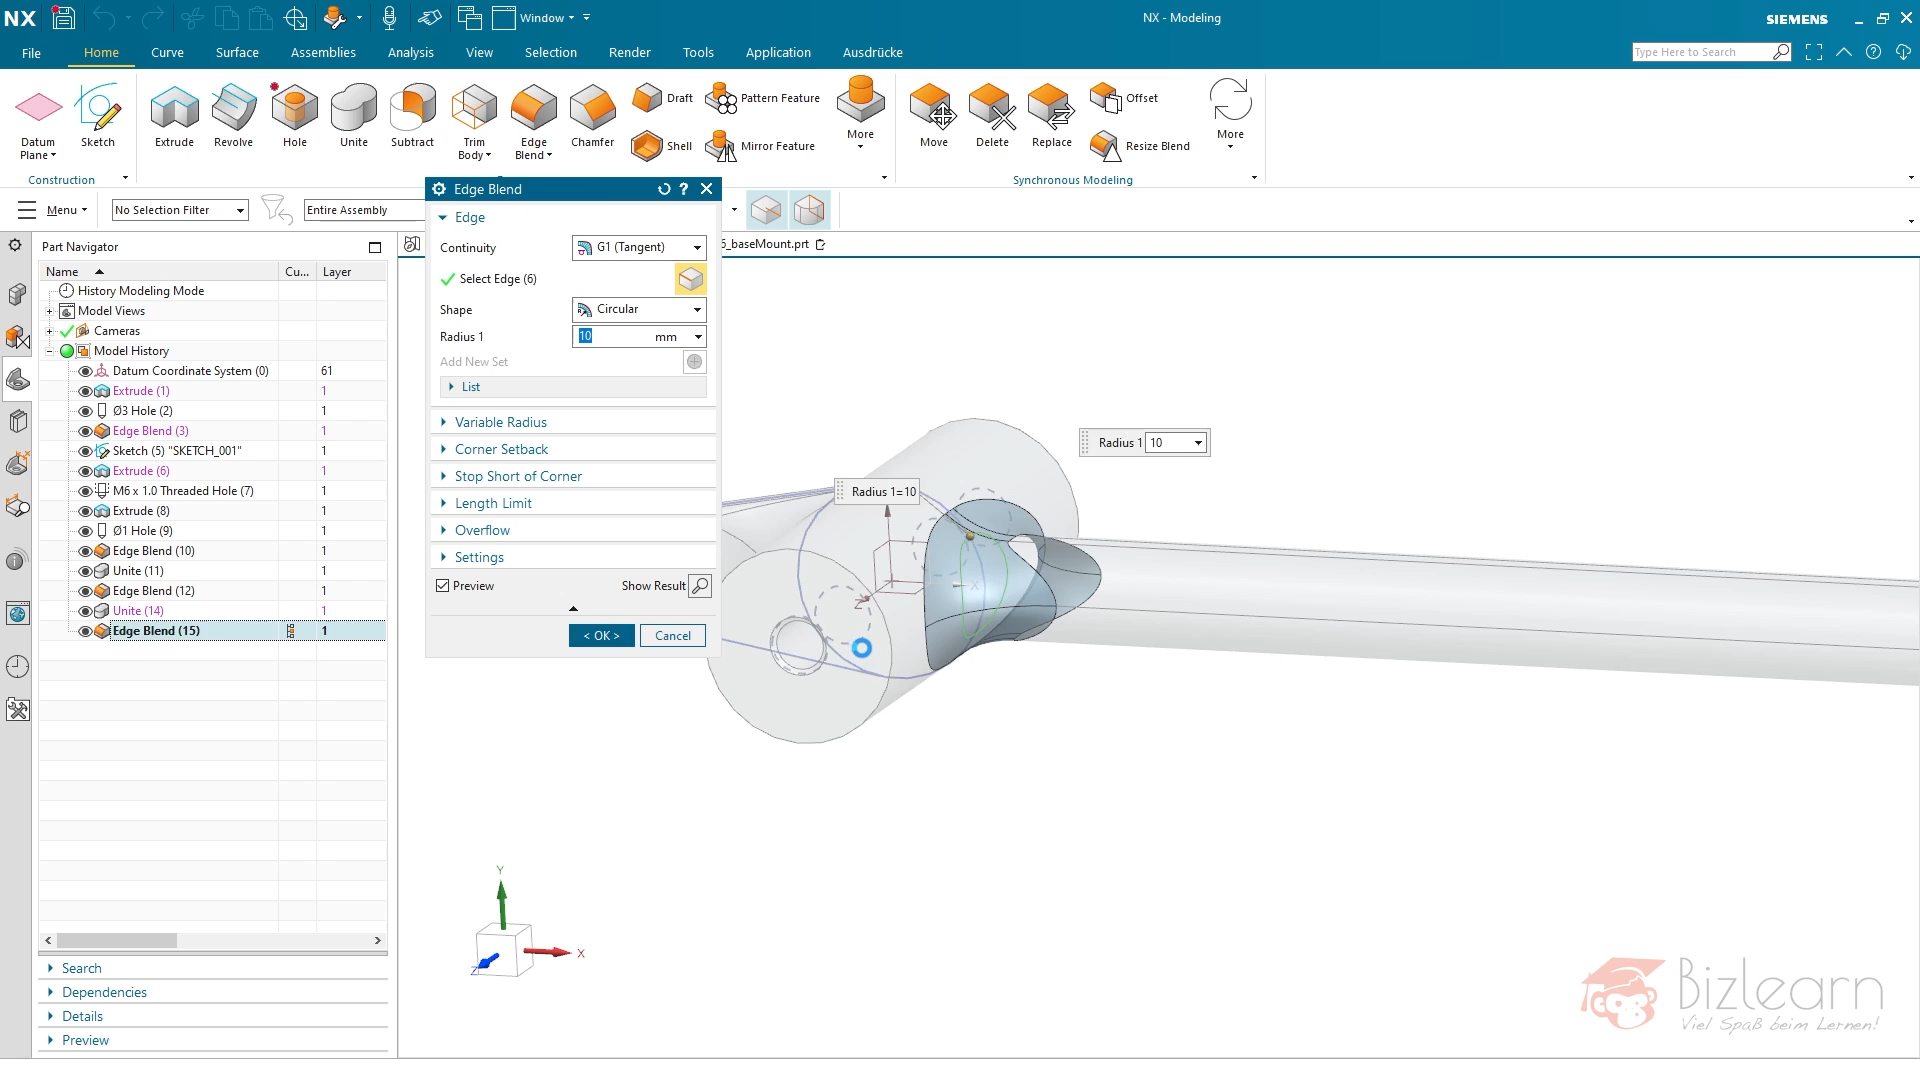 NX
Window
NX - Modeling
SIEMENS
File
Home
Curve
Surface
Assemblies
Analysis
View
Selection
Render
Tools
Application
Ausdrücke
Type Here to Search
Datum
Plane
Sketch
Extrude
Revolve
Hole
Unite
Subtract
Trim
Body
Edge
Blend
Chamfer
Draft
Shell
Pattern Feature
Mirror Feature
More
Move
Delete
Replace
Offset
Resize Blend
More
Construction
Synchronous Modeling
Menu
No Selection Filter
Entire Assembly
Part Navigator
6_baseMount.prt
Name
Cu...
Layer
History Modeling Mode
Model Views
Cameras
Model History
Datum Coordinate System (0) 61
Extrude (1) 1
Ø3 Hole (2) 1
Edge Blend (3) 1
Sketch (5) "SKETCH_001" 1
Extrude (6) 1
M6 x 1.0 Threaded Hole (7) 1
Extrude (8) 1
Ø1 Hole (9) 1
Edge Blend (10) 1
Unite (11) 1
Edge Blend (12) 1
Unite (14) 1
Edge Blend (15) 1
Search
Dependencies
Details
Preview
Edge Blend
Edge
Continuity
G1 (Tangent)
Select Edge (6)
Shape
Circular
Radius 1
10
mm
Add New Set
List
Variable Radius
Corner Setback
Stop Short of Corner
Length Limit
Overflow
Settings
Preview
Show Result
< OK >
Cancel
Radius 1 10
Radius 1=10
X
Z
Y
X
Z
Bizlearn
Viel Spaß beim Lernen!